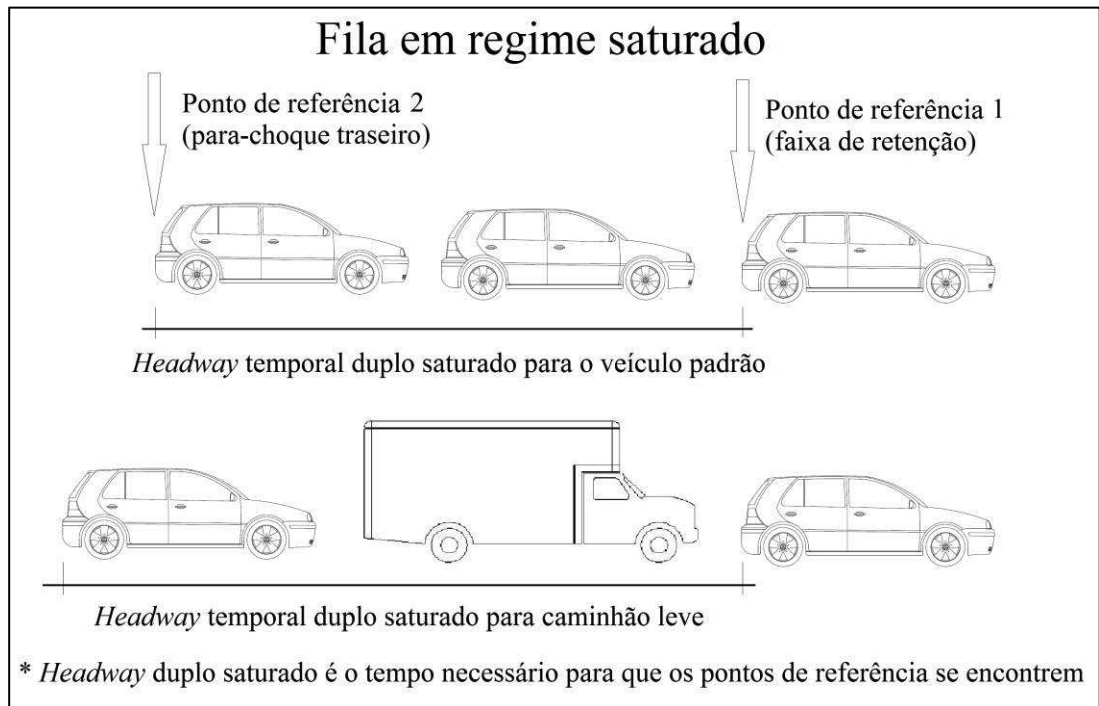 Fila em regime saturado
Ponto de referência 2
(para-choque traseiro)
Ponto de referência 1
(faixa de retenção)
Headway temporal duplo saturado para o veículo padrão
Headway temporal duplo saturado para caminhão leve
* Headway duplo saturado é o tempo necessário para que os pontos de referência se encontrem